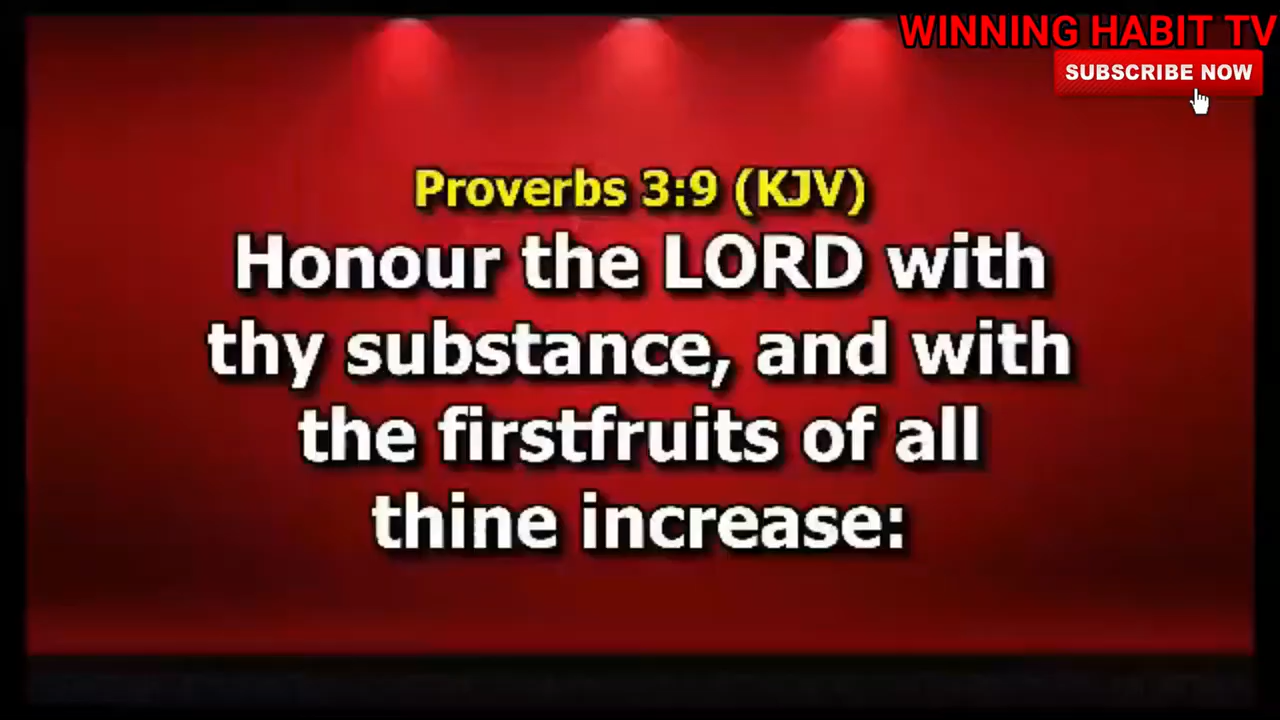 WINNING HABIT TV
SUBSCRIBE NOW
Proverbs 3:9 (KJV)
Honour the LORD with
thy substance, and with
the firstfruits of all
thine increase: